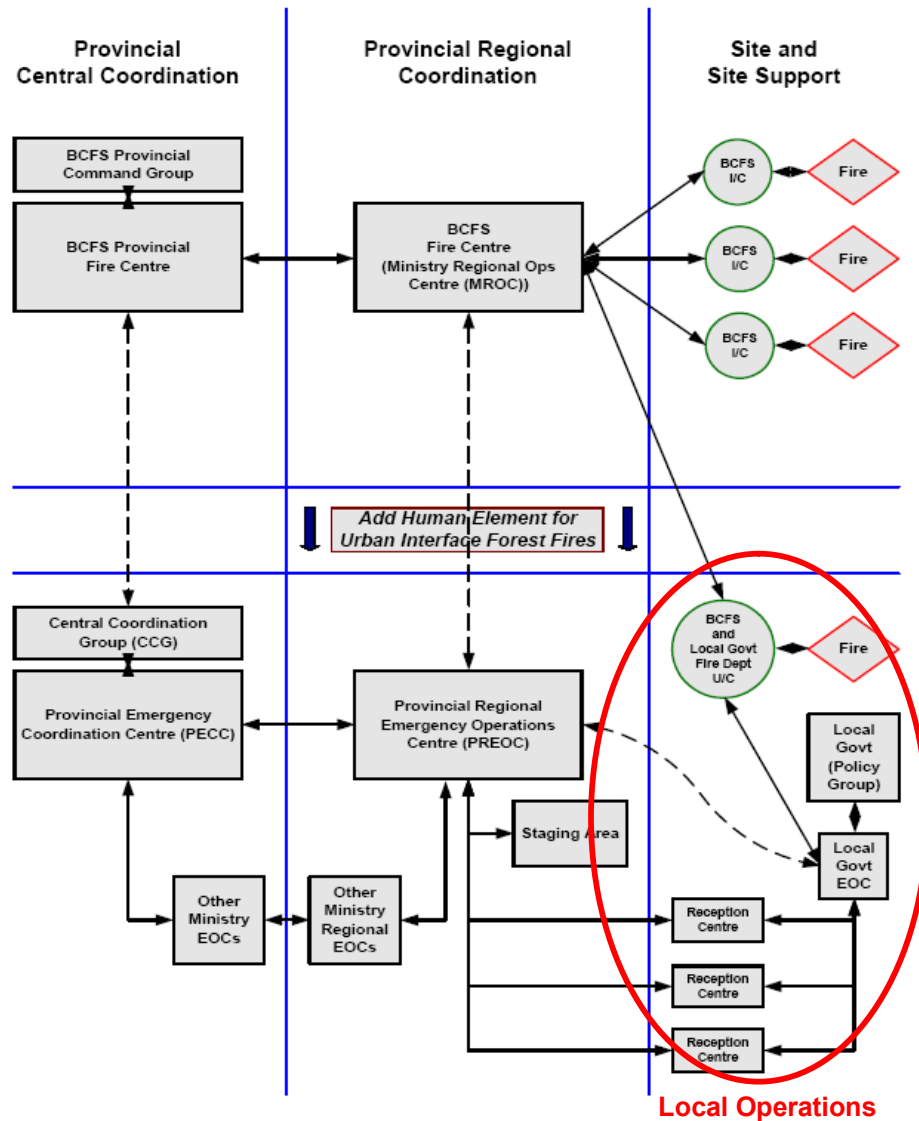 Provincial
Central Coordination
Provincial Regional
Coordination
Site and
Site Support
BCFS Provincial
Command Group
BCFS Provincial
Fire Centre
BCFS
Fire Centre
(Ministry Regional Ops
Centre (MROC))
BCFS
I/C
Fire
BCFS
I/C
Fire
BCFS
I/C
Fire
Add Human Element for
Urban Interface Forest Fires
Central Coordination
Group (CCG)
Provincial Emergency
Coordination Centre (PECC)
Provincial Regional
Emergency Operations
Centre (PREOC)
BCFS
and
Local Govt
Fire Dept
U/C
Fire
Local
Govt
(Policy
Group)
Staging Area
Local
Govt
EOC
Other
Ministry
EOCs
Other
Ministry
Regional
EOCs
Reception
Centre
Reception
Centre
Reception
Centre
Local Operations